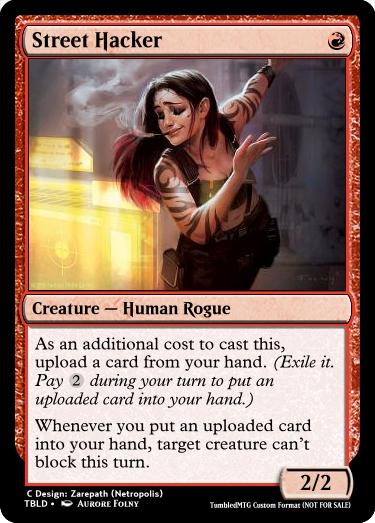 Street Hacker
Creature — Human Rogue
As an additional cost to cast this,
upload a card from your hand. (Exile it.
Pay 2 during your turn to put an
uploaded card into your hand.)
Whenever you put an uploaded card
into your hand, target creature can't
block this turn.
2/2
C Design: Zarepath (Netropolis)
TBLD • Aurore Folny
TumbledMTG Custom Format (NOT FOR SALE)